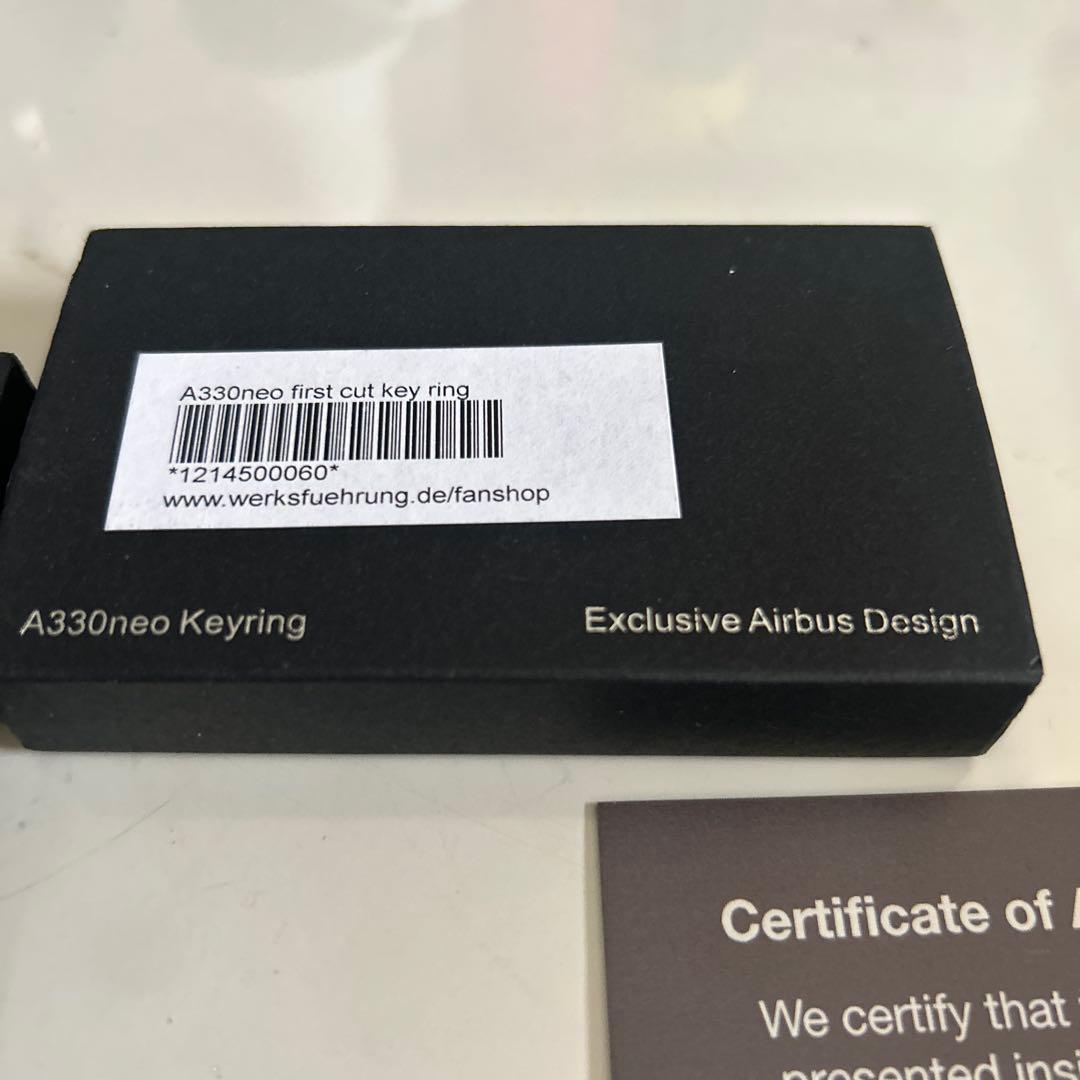 A330neo first cut key ring
*1214500060*
www.werksfuehrung.de/fanshop
A330neo Keyring
Exclusive Airbus Design
Certificate of
We certify that
presented